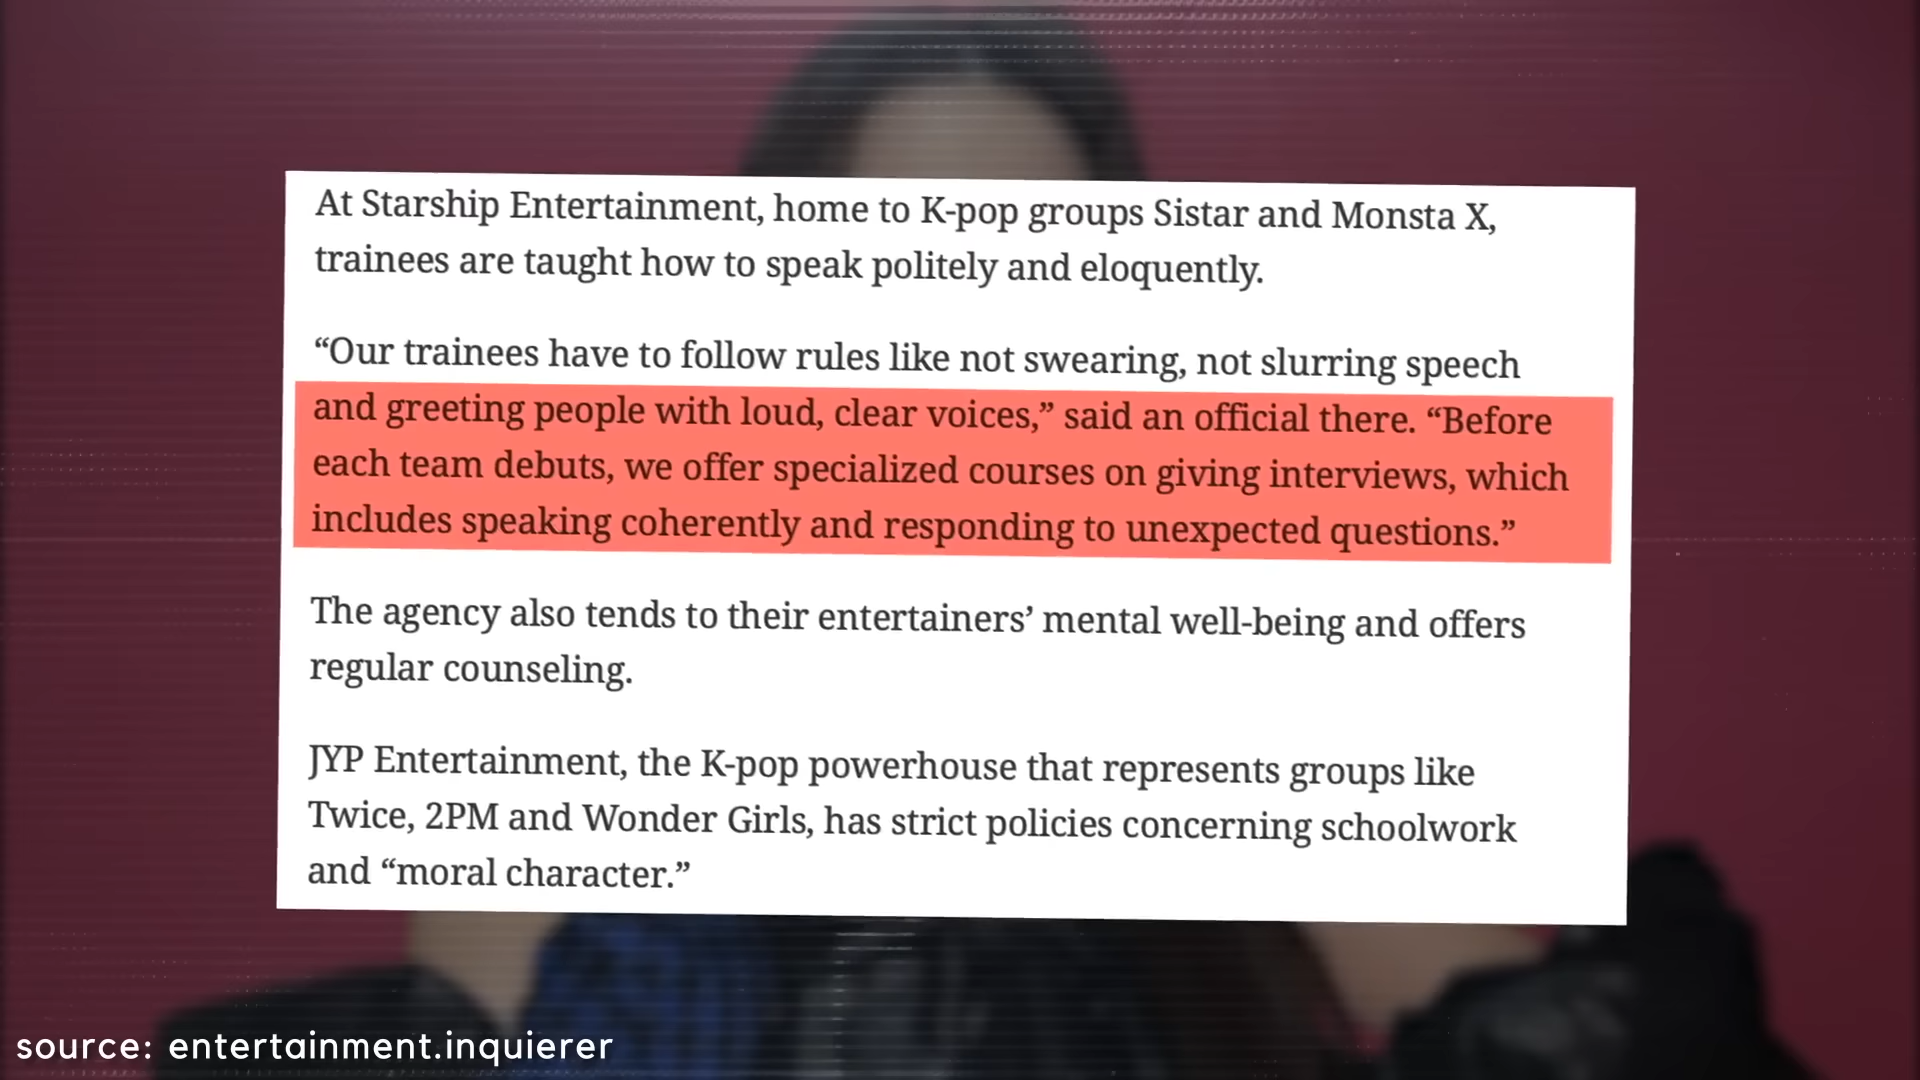 At Starship Entertainment, home to K-pop groups Sistar and Monsta X,
trainees are taught how to speak politely and eloquently.
“Our trainees have to follow rules like not swearing, not slurring speech
and greeting people with loud, clear voices,” said an official there. “Before
each team debuts, we offer specialized courses on giving interviews, which
includes speaking coherently and responding to unexpected questions.”
The agency also tends to their entertainers’ mental well-being and offers
regular counseling.
JYP Entertainment, the K-pop powerhouse that represents groups like
Twice, 2PM and Wonder Girls, has strict policies concerning schoolwork
and “moral character.”
source: entertainment.inquierer